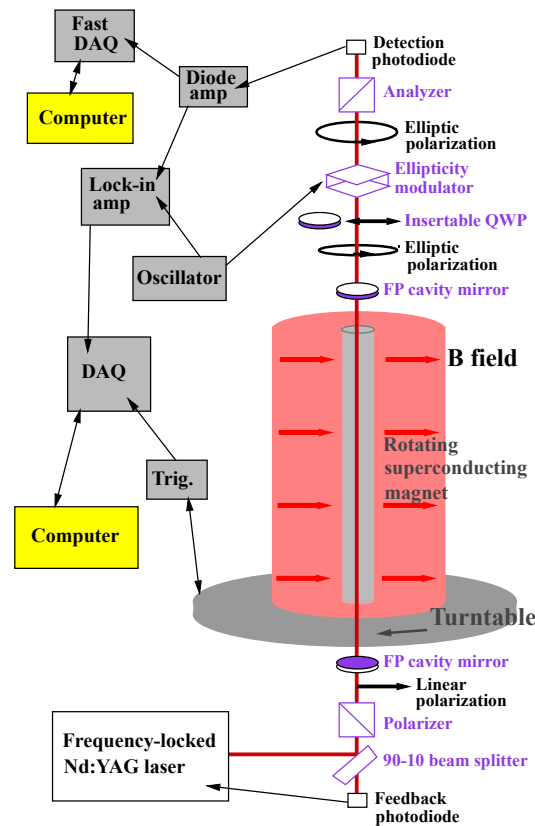 Fast
DAQ
Computer
Diode
amp
Detection
photodiode
Analyzer
Elliptic
polarization
Ellipticity
modulator
Lock-in
amp
Insertable QWP
Elliptic
polarization
Oscillator
FP cavity mirror
B field
DAQ
Rotating
superconducting
magnet
Trig.
Computer
Turntable
FP cavity mirror
Linear
polarization
Polarizer
Frequency-locked
Nd:YAG laser
90-10 beam splitter
Feedback
photodiode